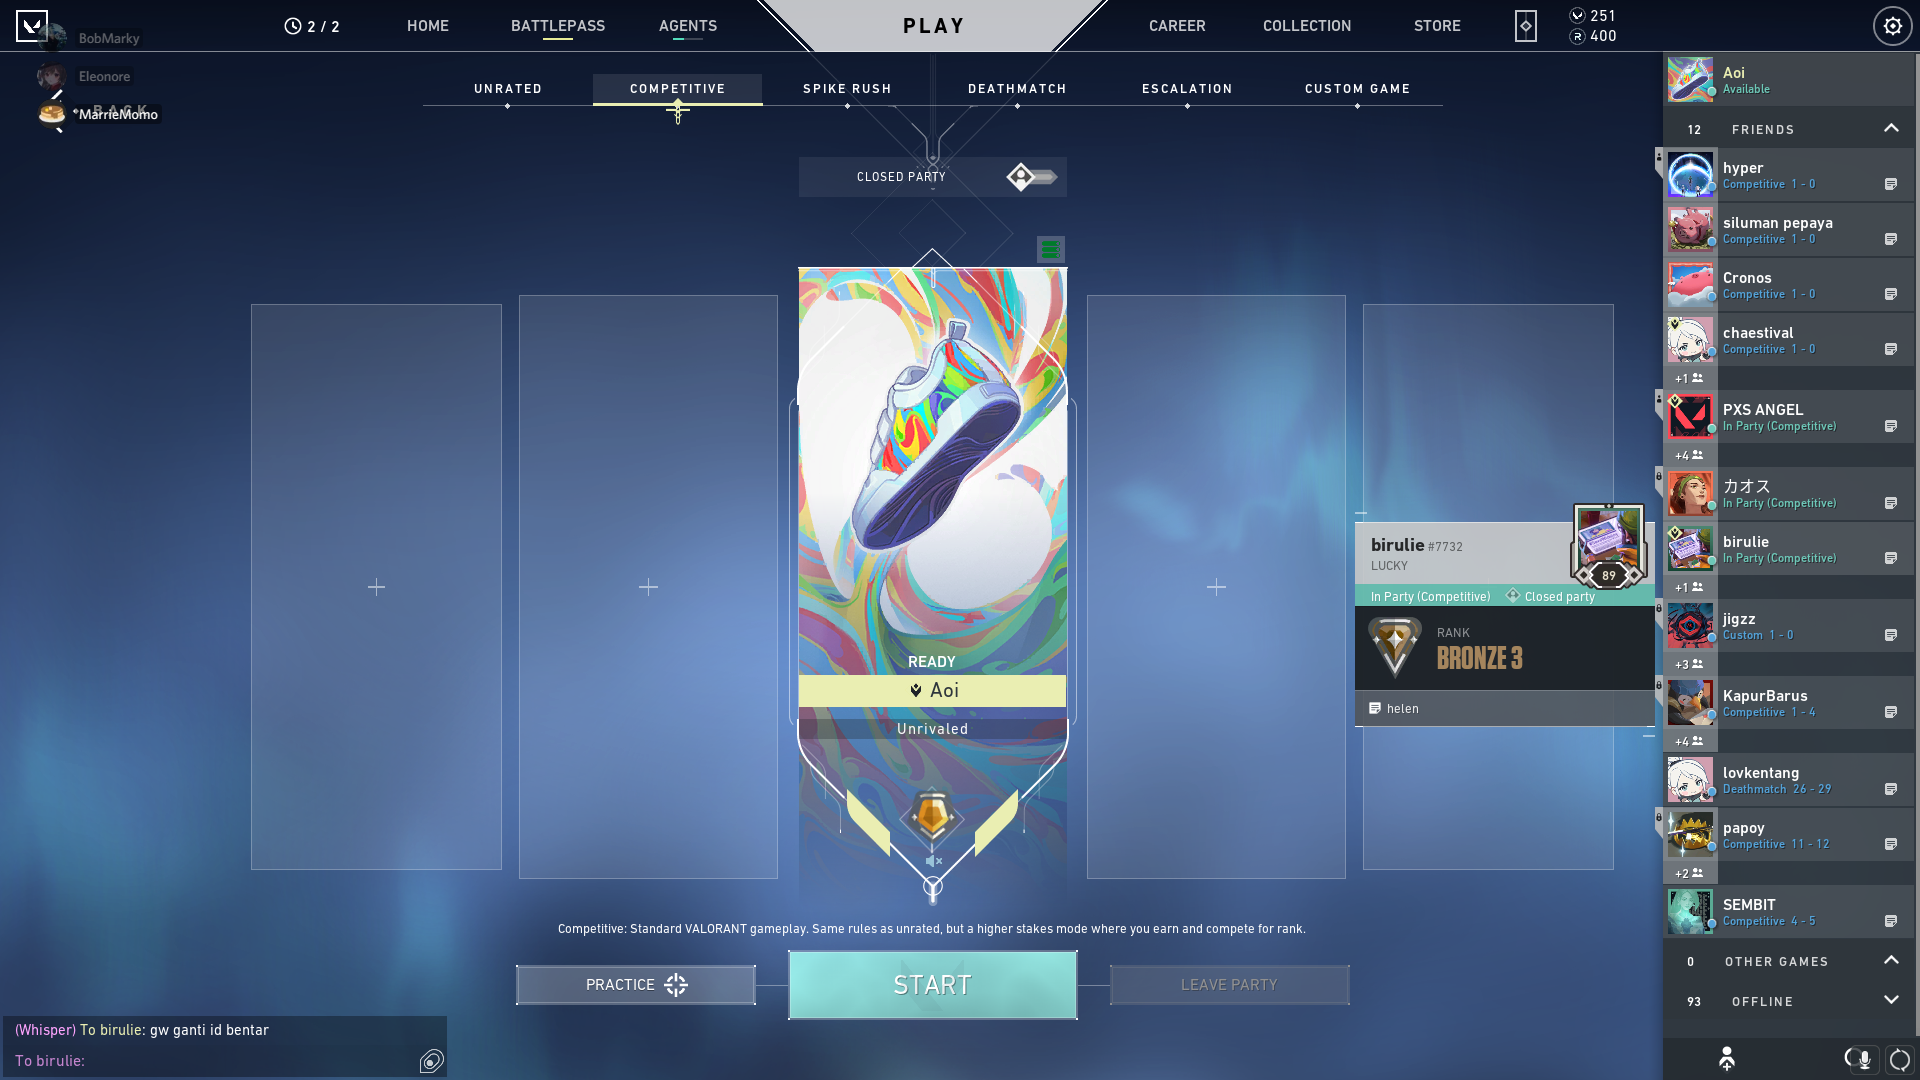 BobMarky
Eleonore
BACK
MarrieMomo
2 / 2
HOME
BATTLEPASS
AGENTS
PLAY
CAREER
COLLECTION
STORE
251
400
UNRATED
COMPETITIVE
SPIKE RUSH
DEATHMATCH
ESCALATION
CUSTOM GAME
CLOSED PARTY
READY
Aoi
Unrivaled
Competitive: Standard VALORANT gameplay. Same rules as unrated, but a higher stakes mode where you earn and compete for rank.
PRACTICE
START
LEAVE PARTY
(Whisper) To birulie: gw ganti id bentar
To birulie:
birulie #7732
LUCKY
89
In Party (Competitive) Closed party
RANK
BRONZE 3
helen
Aoi
Available
12 FRIENDS
hyper
Competitive 1 - 0
siluman pepaya
Competitive 1 - 0
Cronos
Competitive 1 - 0
chaestival
Competitive 1 - 0
+1
PXS ANGEL
In Party (Competitive)
+4
カオス
In Party (Competitive)
birulie
In Party (Competitive)
+1
jigzz
Custom 1 - 0
+3
KapurBarus
Competitive 1 - 4
+4
lovkentang
Deathmatch 26 - 29
papoy
Competitive 11 - 12
+2
SEMBIT
Competitive 4 - 5
0 OTHER GAMES
93 OFFLINE